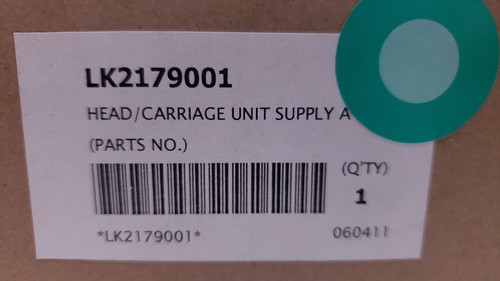 LK2179001
HEAD/CARRIAGE UNIT SUPPLY A
(PARTS NO.)
(Q'TY)
1
*LK2179001*
060411